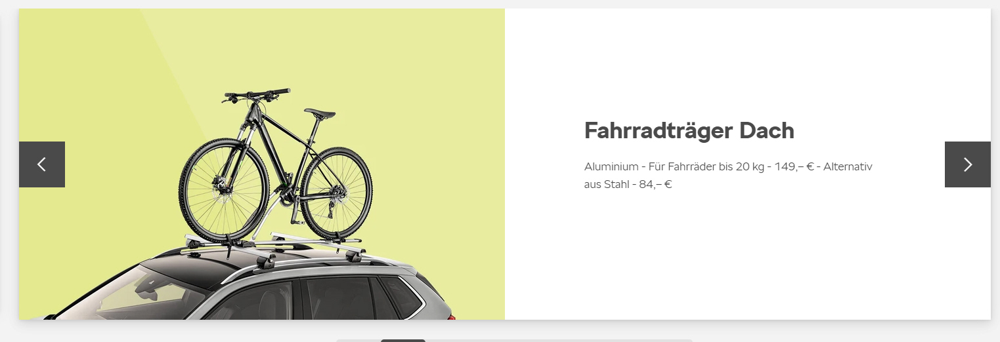 Fahrradträger Dach
Aluminium - Für Fahrräder bis 20 kg - 149,– € - Alternativ
aus Stahl - 84,– €